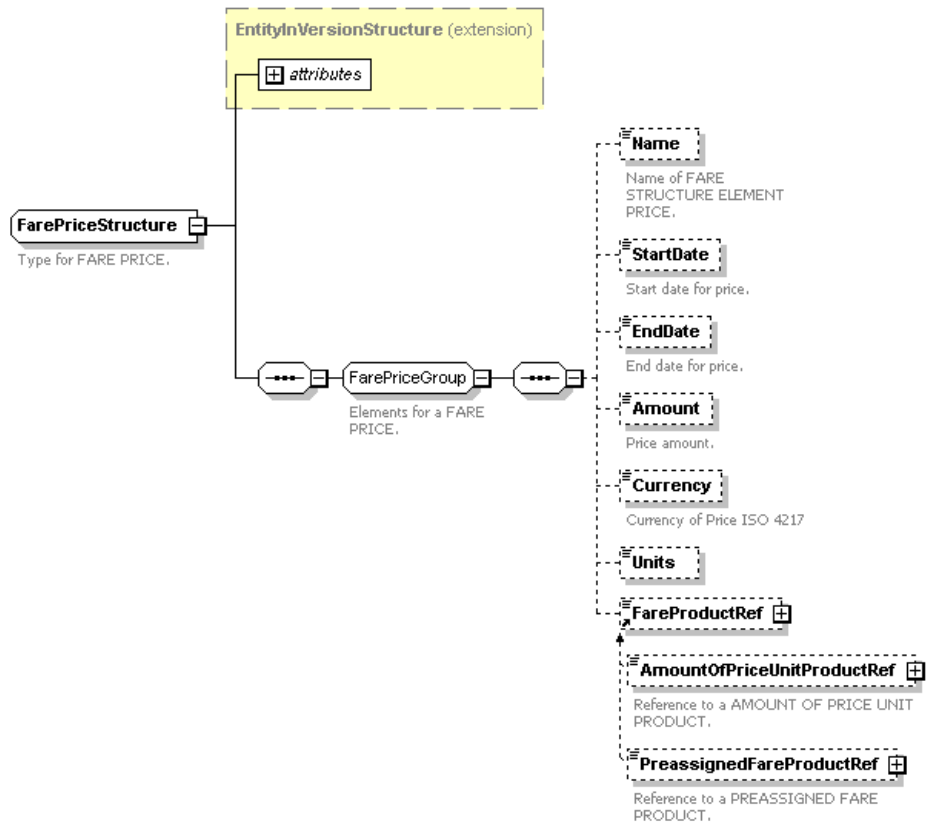 EntityInVersionStructure (extension)
attributes
Name
Name of FARE
STRUCTURE ELEMENT
PRICE.
FarePriceStructure
Type for FARE PRICE.
StartDate
Start date for price.
EndDate
End date for price.
FarePriceGroup
Elements for a FARE
PRICE.
Amount
Price amount.
Currency
Currency of Price ISO 4217
Units
FareProductRef
AmountOfPriceUnitProductRef
Reference to a AMOUNT OF PRICE UNIT
PRODUCT.
PreassignedFareProductRef
Reference to a PREASSIGNED FARE
PRODUCT.